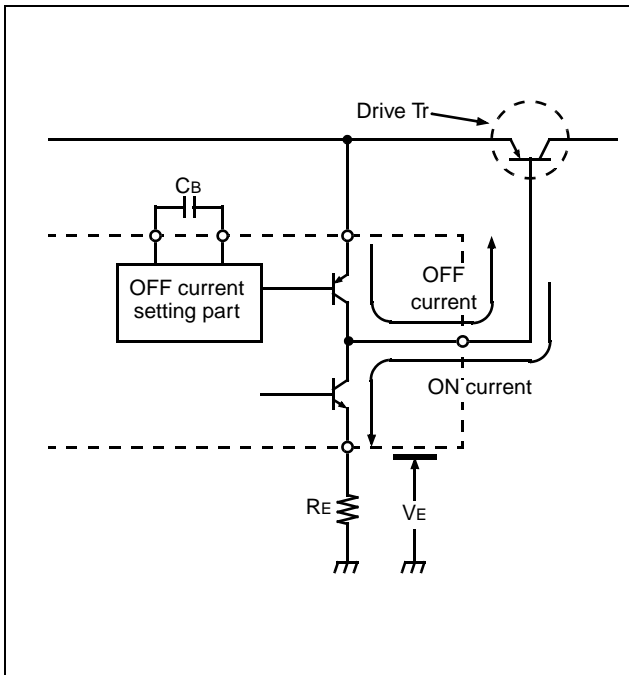 Drive Tr
CB
OFF current
setting part
OFF
current
ON current
RE
VE